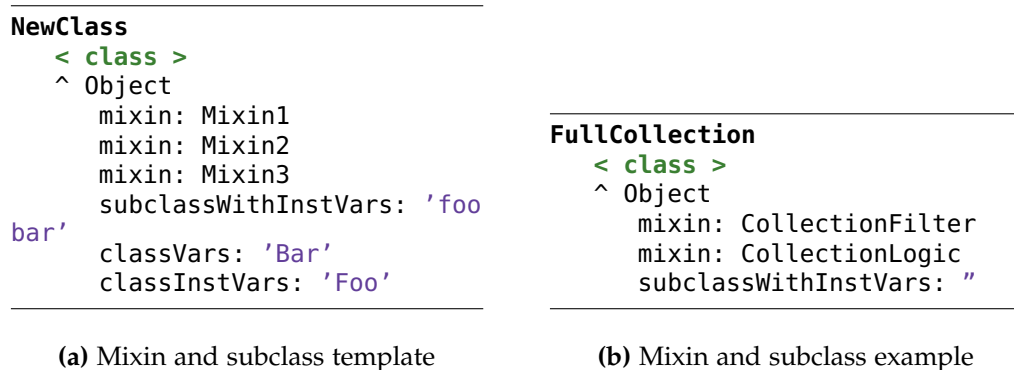 NewClass
< class >
^ Object
mixin: Mixin1
mixin: Mixin2
mixin: Mixin3
subclassWithInstVars: ’foo
bar’
classVars: ’Bar’
classInstVars: ’Foo’
(a) Mixin and subclass template
FullCollection
< class >
^ Object
mixin: CollectionFilter
mixin: CollectionLogic
subclassWithInstVars: ”
(b) Mixin and subclass example